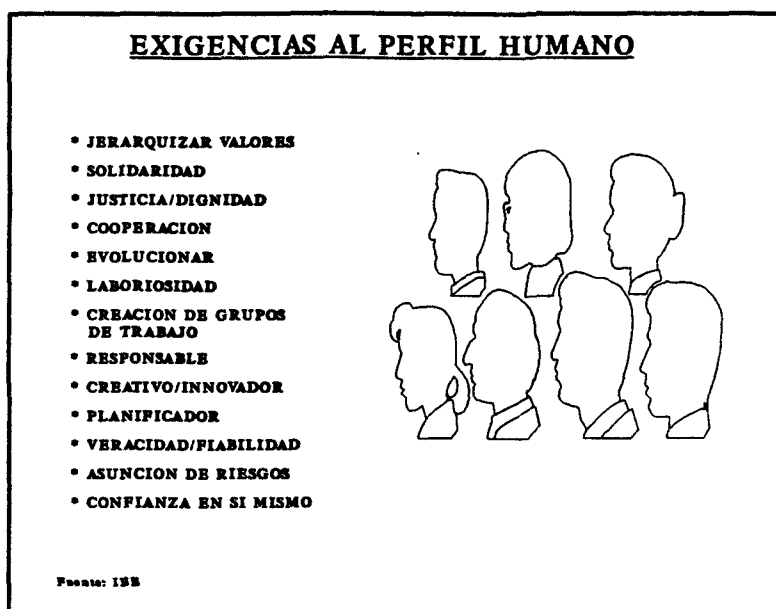 EXIGENCIAS AL PERFIL HUMANO
* JERARQUIZAR VALORES
* SOLIDARIDAD
* JUSTICIA/DIGNIDAD
* COOPERACION
* EVOLUCIONAR
* LABORIOSIDAD
* CREACION DE GRUPOS
DE TRABAJO
* RESPONSABLE
* CREATIVO/INNOVADOR
* PLANIFICADOR
* VERACIDAD/FIABILIDAD
* ASUNCION DE RIESGOS
* CONFIANZA EN SI MISMO
Fuente: